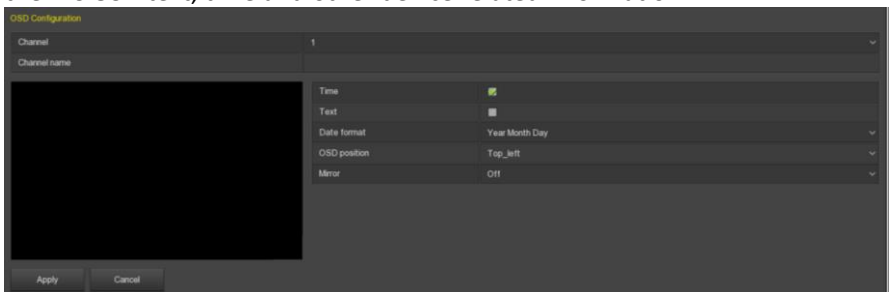 OSD Configuration
Channel 1
Channel name
Time
Text
Date format Year Month Day
OSD position Top_left
Mirror Off
Apply Cancel